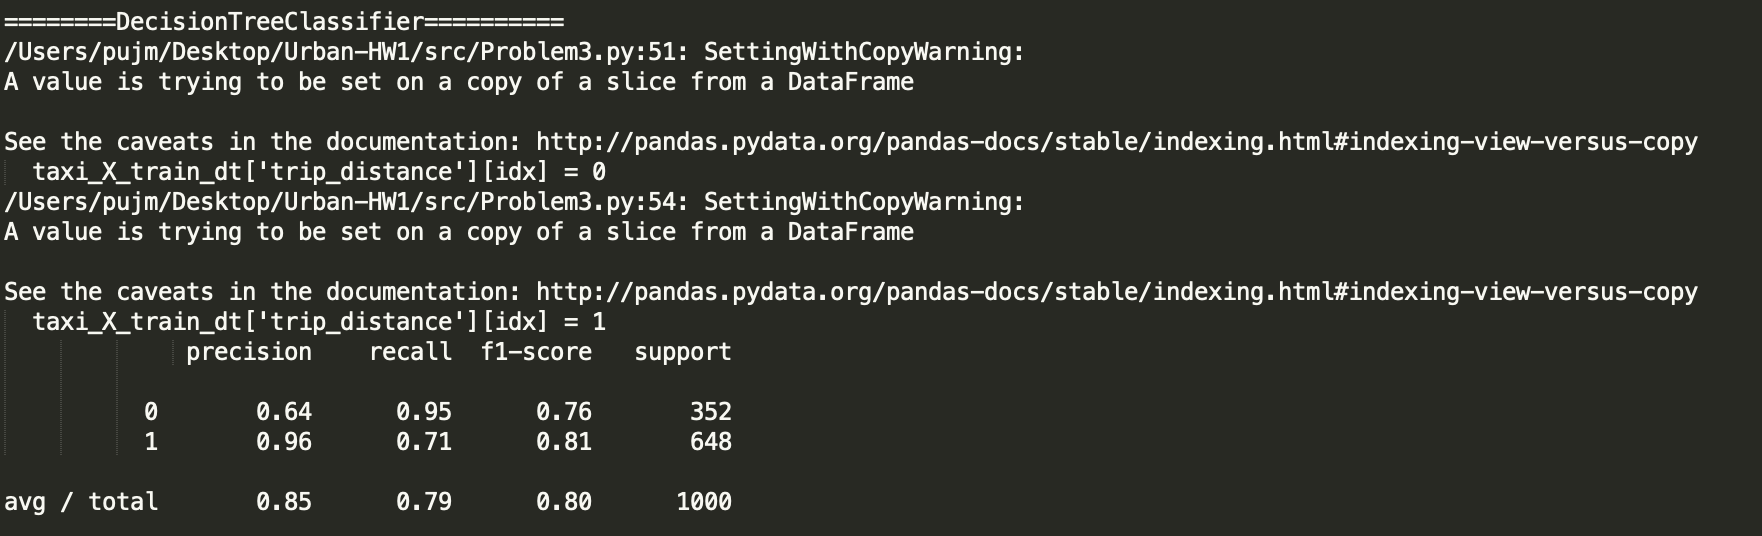 ========DecisionTreeClassifier==========
/Users/pujm/Desktop/Urban-HW1/src/Problem3.py:51: SettingWithCopyWarning:
A value is trying to be set on a copy of a slice from a DataFrame
See the caveats in the documentation: http://pandas.pydata.org/pandas-docs/stable/indexing.html#indexing-view-versus-copy
taxi_X_train_dt['trip_distance'][idx] = 0
/Users/pujm/Desktop/Urban-HW1/src/Problem3.py:54: SettingWithCopyWarning:
A value is trying to be set on a copy of a slice from a DataFrame
See the caveats in the documentation: http://pandas.pydata.org/pandas-docs/stable/indexing.html#indexing-view-versus-copy
taxi_X_train_dt['trip_distance'][idx] = 1
precision recall f1-score support
0 0.64 0.95 0.76 352
1 0.96 0.71 0.81 648
avg / total 0.85 0.79 0.80 1000